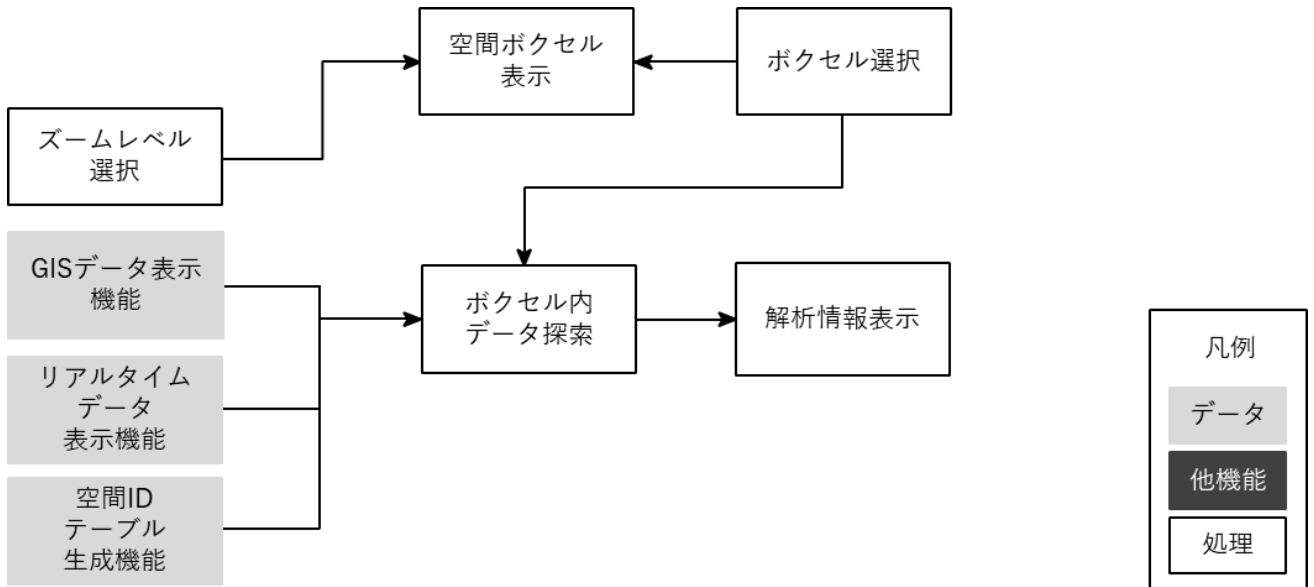 空間ボクセル
表示
ボクセル選択
ズームレベル
選択
GISデータ表示
機能
ボクセル内
データ探索
解析情報表示
リアルタイム
データ
表示機能
空間ID
テーブル
生成機能
凡例
データ
他機能
処理